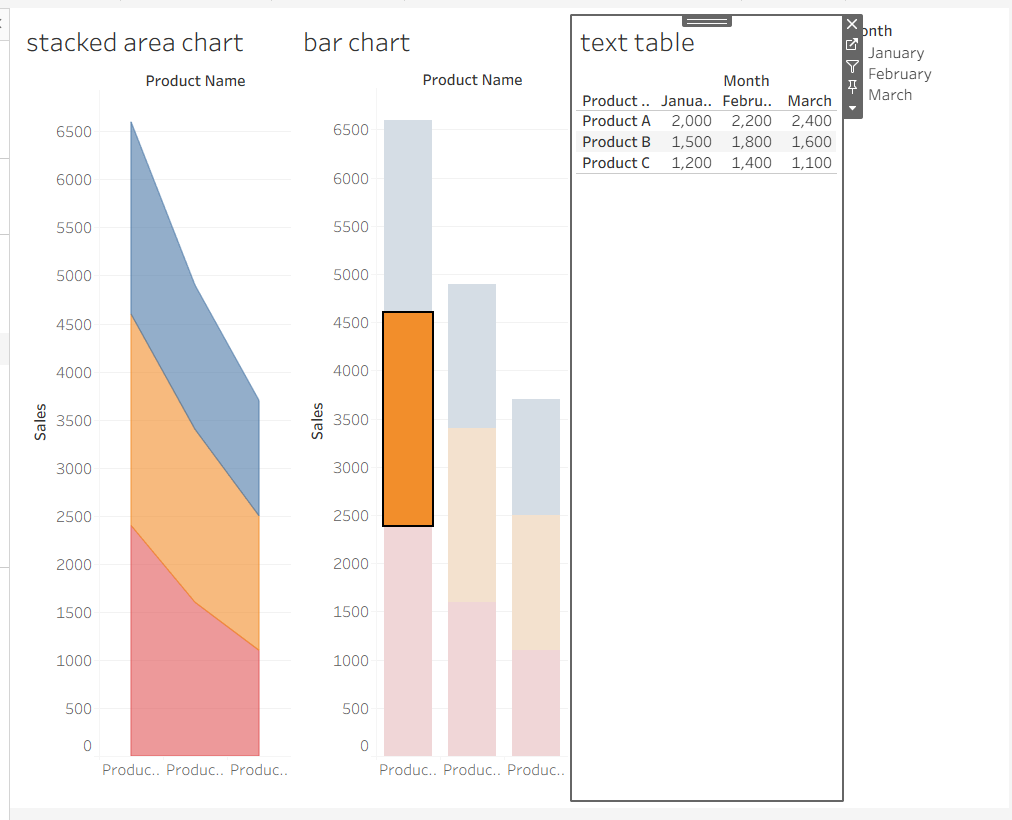 stacked area chart
Product Name
6500
6000
5500
5000
4500
4000
3500
3000
2500
2000
1500
1000
500
0
Sales
Produc.. Produc.. Produc..
bar chart
Product Name
6500
6000
5500
5000
4500
4000
3500
3000
2500
2000
1500
1000
500
0
Sales
Produc.. Produc.. Produc..
text table
Month
Product .. Janua.. Febru.. March
Product A 2,000 2,200 2,400
Product B 1,500 1,800 1,600
Product C 1,200 1,400 1,100
onth
January
February
March